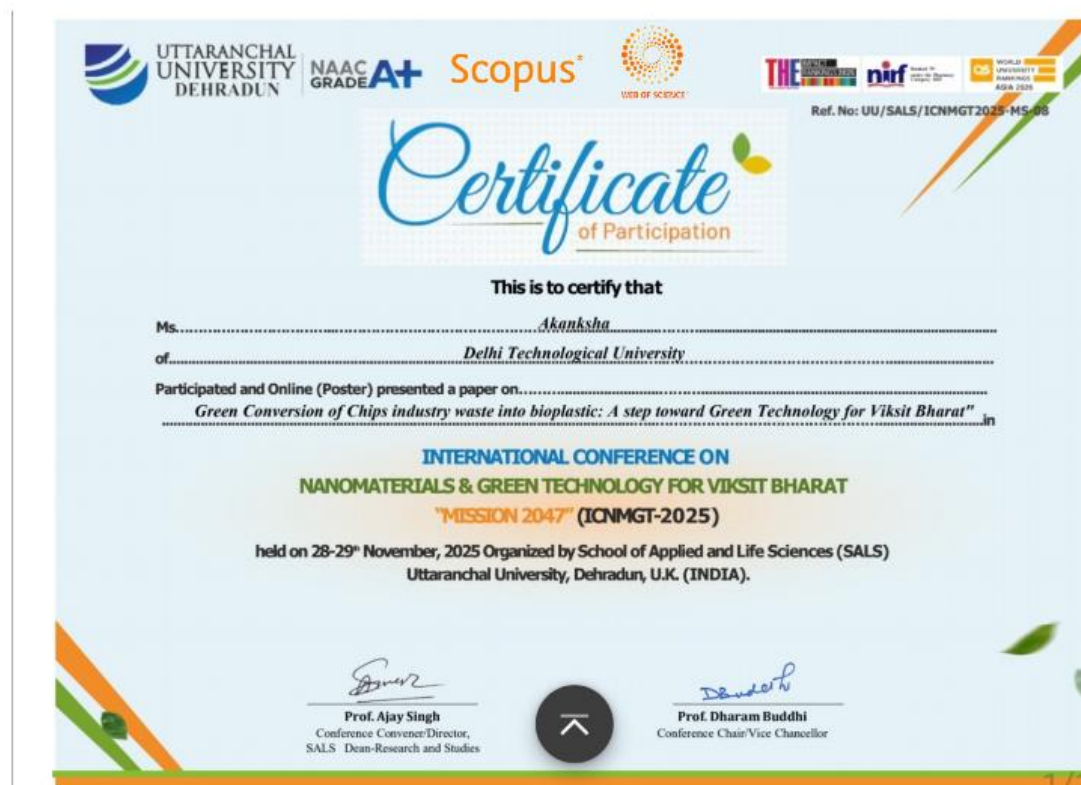 UTTARANCHAL
UNIVERSITY
DEHRADUN
NAAC
GRADE A+
Scopus
WEB OF SCIENCE
THE IMPACT
RANKINGS 2025
nirf
QS WORLD
UNIVERSITY
RANKINGS
ASIA 2026
Ref. No: UU/SALS/ICNMGT2025-MS-08
Certificate
of Participation
This is to certify that
Ms. Akanksha
of Delhi Technological University
Participated and Online (Poster) presented a paper on
Green Conversion of Chips industry waste into bioplastic: A step toward Green Technology for Viksit Bharat" in
INTERNATIONAL CONFERENCE ON
NANOMATERIALS & GREEN TECHNOLOGY FOR VIKSIT BHARAT
"MISSION 2047" (ICNMGT-2025)
held on 28-29th November, 2025 Organized by School of Applied and Life Sciences (SALS)
Uttaranchal University, Dehradun, U.K. (INDIA).
Prof. Ajay Singh
Conference Convener/Director,
SALS Dean-Research and Studies
DBuddhi
Prof. Dharam Buddhi
Conference Chair/Vice Chancellor